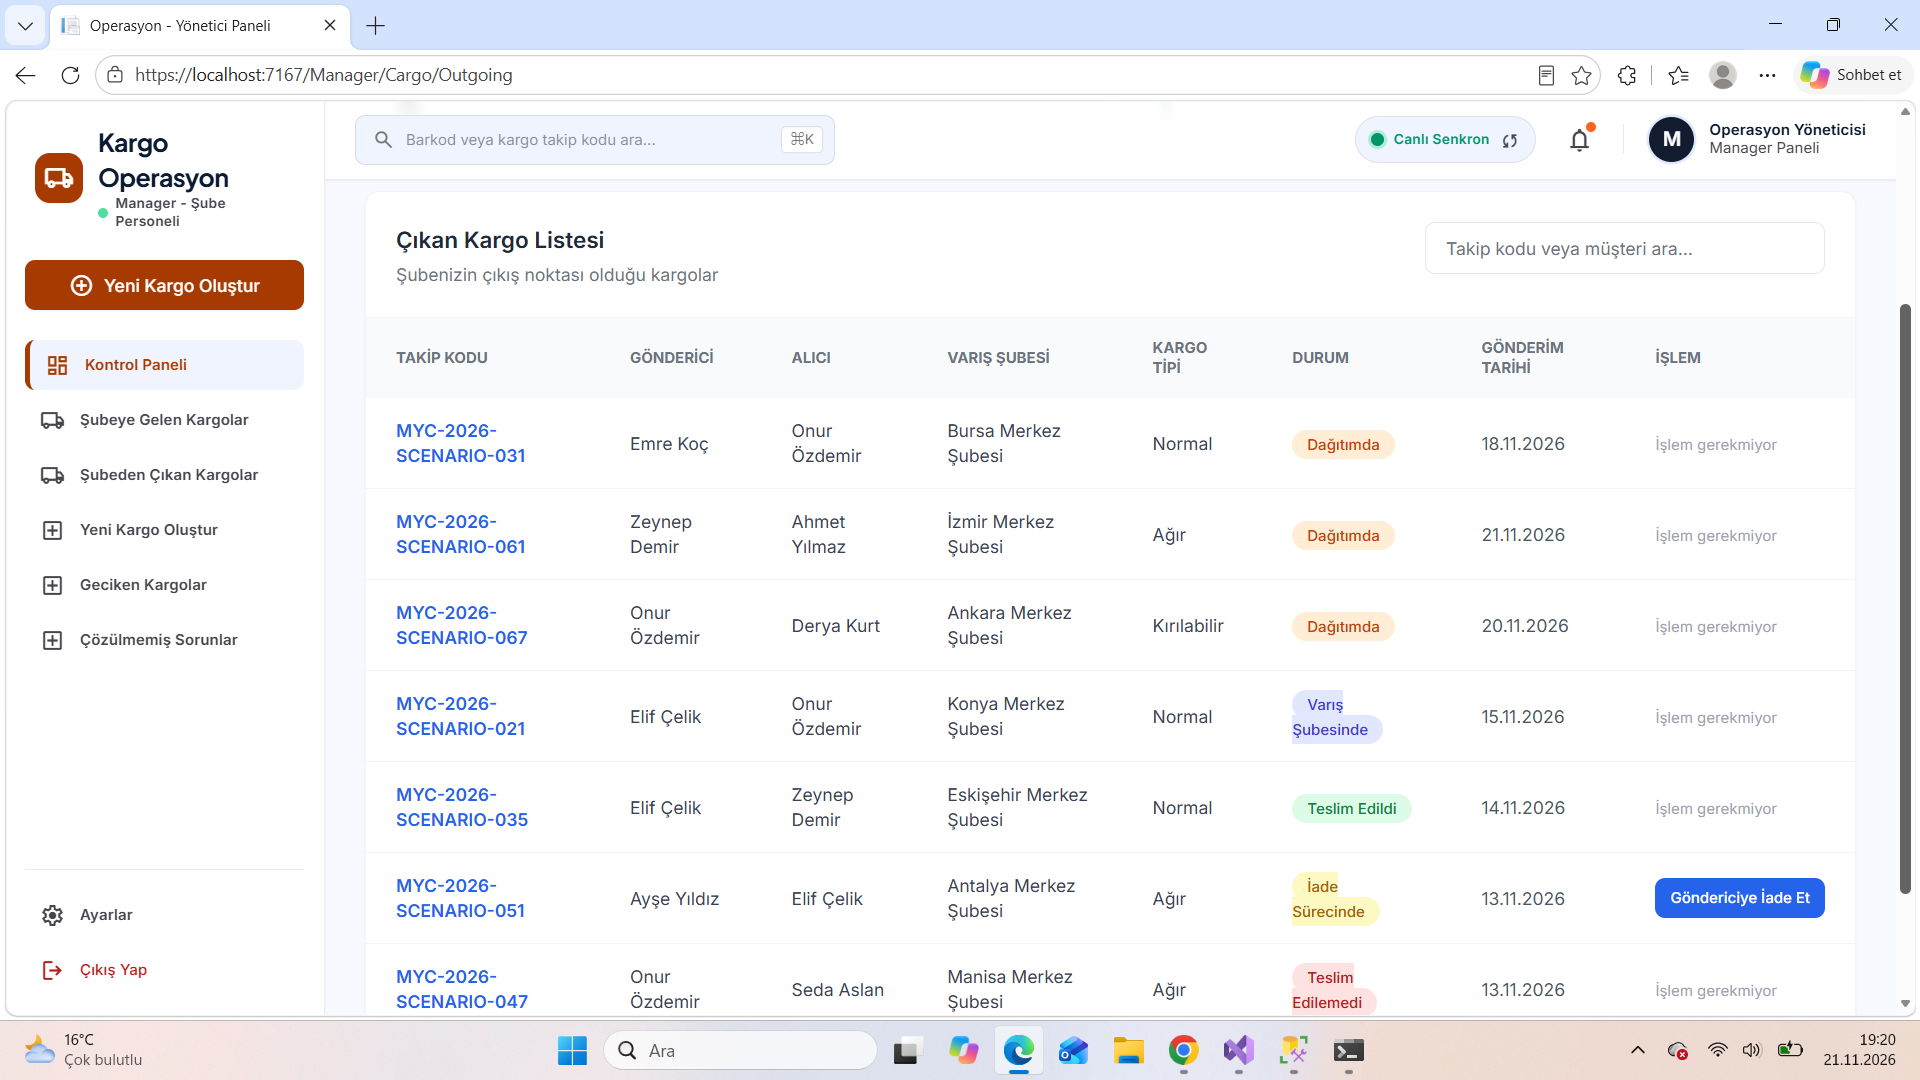 Operasyon - Yönetici Paneli
https://localhost:7167/Manager/Cargo/Outgoing
Sohbet et
Kargo
Operasyon
Manager - Şube
Personeli
Yeni Kargo Oluştur
Kontrol Paneli
Şubeye Gelen Kargolar
Şubeden Çıkan Kargolar
Yeni Kargo Oluştur
Geciken Kargolar
Çözülmemiş Sorunlar
Ayarlar
Çıkış Yap
Barkod veya kargo takip kodu ara...
⌘K
Canlı Senkron
M
Operasyon Yöneticisi
Manager Paneli
Çıkan Kargo Listesi
Şubenizin çıkış noktası olduğu kargolar
Takip kodu veya müşteri ara...
TAKİP KODU GÖNDERİCİ ALICI VARIŞ ŞUBESİ KARGO TİPİ DURUM GÖNDERİM TARİHİ İŞLEM
MYC-2026-SCENARIO-031 Emre Koç Onur Özdemir Bursa Merkez Şubesi Normal Dağıtımda 18.11.2026 İşlem gerekmiyor
MYC-2026-SCENARIO-061 Zeynep Demir Ahmet Yılmaz İzmir Merkez Şubesi Ağır Dağıtımda 21.11.2026 İşlem gerekmiyor
MYC-2026-SCENARIO-067 Onur Özdemir Derya Kurt Ankara Merkez Şubesi Kırılabilir Dağıtımda 20.11.2026 İşlem gerekmiyor
MYC-2026-SCENARIO-021 Elif Çelik Onur Özdemir Konya Merkez Şubesi Normal Varış Şubesinde 15.11.2026 İşlem gerekmiyor
MYC-2026-SCENARIO-035 Elif Çelik Zeynep Demir Eskişehir Merkez Şubesi Normal Teslim Edildi 14.11.2026 İşlem gerekmiyor
MYC-2026-SCENARIO-051 Ayşe Yıldız Elif Çelik Antalya Merkez Şubesi Ağır İade Sürecinde 13.11.2026 Göndericiye İade Et
MYC-2026-SCENARIO-047 Onur Özdemir Seda Aslan Manisa Merkez Şubesi Ağır Teslim Edilemedi 13.11.2026 İşlem gerekmiyor
16°C
Çok bulutlu
Ara
19:20
21.11.2026